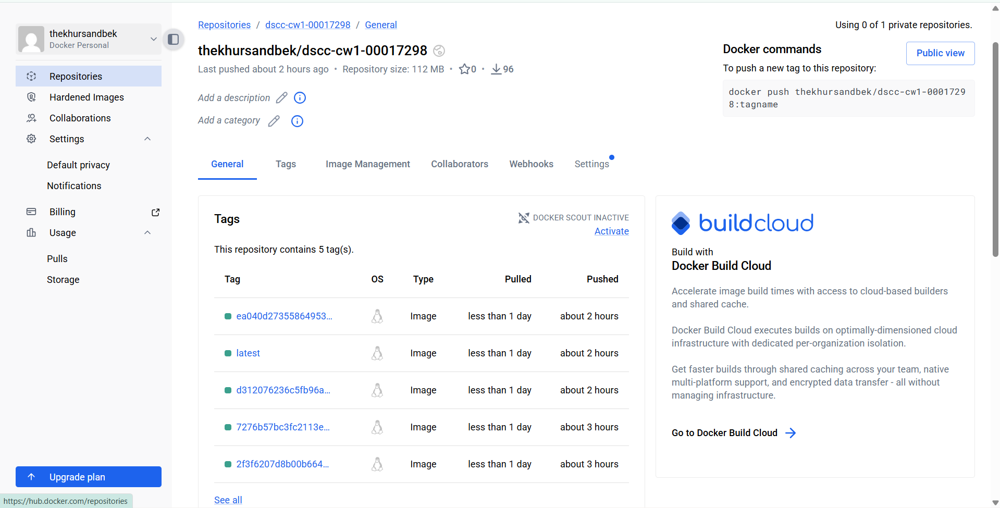 thekhursandbek
Docker Personal
Repositories
Hardened Images
Collaborations
Settings
Default privacy
Notifications
Billing
Usage
Pulls
Storage
Upgrade plan
https://hub.docker.com/repositories
Repositories / dscc-cw1-00017298 / General
Using 0 of 1 private repositories.
thekhursandbek/dscc-cw1-00017298
Last pushed about 2 hours ago • Repository size: 112 MB • 0 • 96
Add a description
Add a category
Docker commands
Public view
To push a new tag to this repository:
docker push thekhursandbek/dscc-cw1-0001729
8:tagname
General Tags Image Management Collaborators Webhooks Settings
Tags
DOCKER SCOUT INACTIVE
Activate
This repository contains 5 tag(s).
Tag OS Type Pulled Pushed
ea040d27355864953... Image less than 1 day about 2 hours
latest Image less than 1 day about 2 hours
d312076236c5fb96a... Image less than 1 day about 2 hours
7276b57bc3fc2113e... Image less than 1 day about 3 hours
2f3f6207d8b00b664... Image less than 1 day about 3 hours
See all
buildcloud
Build with
Docker Build Cloud
Accelerate image build times with access to cloud-based builders
and shared cache.
Docker Build Cloud executes builds on optimally-dimensioned cloud
infrastructure with dedicated per-organization isolation.
Get faster builds through shared caching across your team, native
multi-platform support, and encrypted data transfer - all without
managing infrastructure.
Go to Docker Build Cloud